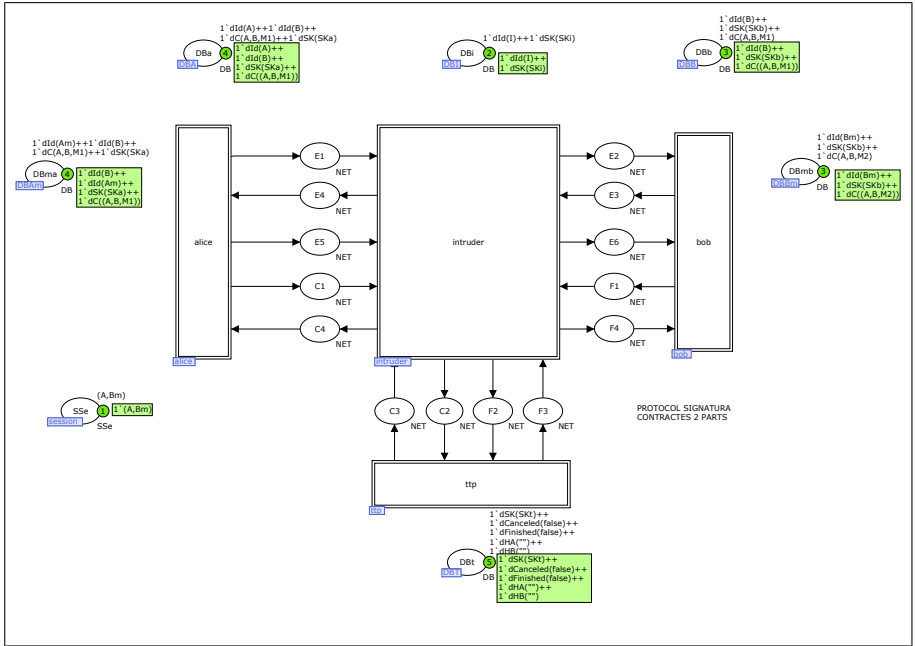 1`dId(A)++1`dId(B)++
1`dC(A,B,M1)++1`dSK(SKa)
DBa
4
DBA
DB
1`dId(A)++
1`dId(B)++
1`dSK(SKa)++
1`dC((A,B,M1))
1`dId(I)++1`dSK(SKi)
DBi
2
DBI
DB
1`dId(I)++
1`dSK(SKi)
1`dId(B)++
1`dSK(SKb)++
1`dC(A,B,M1)
DBb
3
DBB
DB
1`dId(B)++
1`dSK(SKb)++
1`dC((A,B,M1))
1`dId(Am)++1`dId(B)++
1`dC(A,B,M1)++1`dSK(SKa)
DBma
4
DBAm
DB
1`dId(B)++
1`dId(Am)++
1`dSK(SKa)++
1`dC((A,B,M1))
1`dId(Bm)++
1`dSK(SKb)++
1`dC(A,B,M2)
DBmb
3
DBBm
DB
1`dId(Bm)++
1`dSK(SKb)++
1`dC((A,B,M2))
alice
alice
intruder
intruder
bob
bob
E1
NET
E4
NET
E5
NET
C1
NET
C4
NET
E2
NET
E3
NET
E6
NET
F1
NET
F4
NET
(A,Bm)
SSe
1
1`(A,Bm)
session
SSe
C3
NET
C2
NET
F2
NET
F3
NET
PROTOCOL SIGNATURA
CONTRACTES 2 PARTS
ttp
ttp
1`dSK(SKt)++
1`dCanceled(false)++
1`dFinished(false)++
1`dHA("")++
1`dHB("")
DBt
5
DBT
DB
1`dSK(SKt)++
1`dCanceled(false)++
1`dFinished(false)++
1`dHA("")++
1`dHB("")